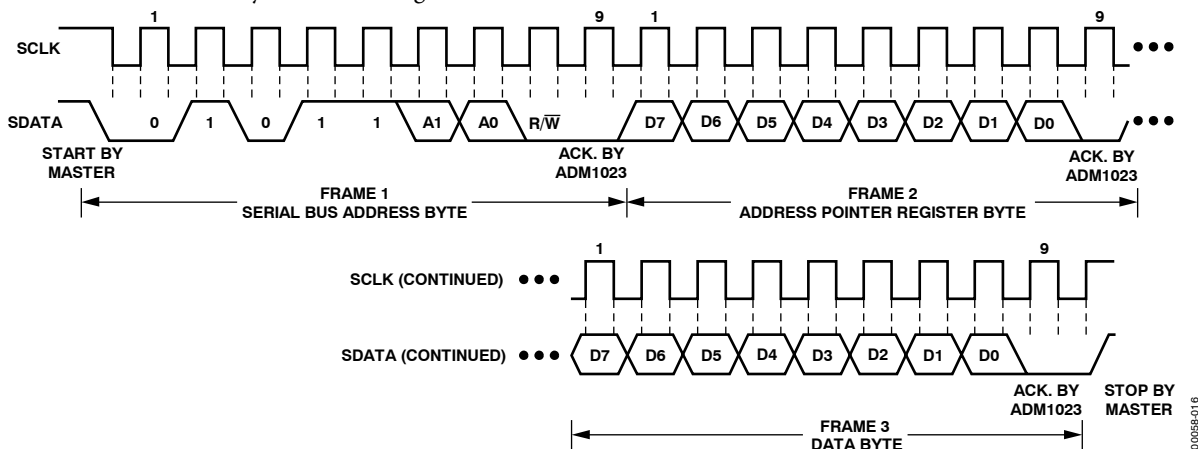 1 9 1 9
SCLK
SDATA 0 1 0 1 1 A1 A0 R/W̅ D7 D6 D5 D4 D3 D2 D1 D0
START BY MASTER
ACK. BY ADM1023
ACK. BY ADM1023
FRAME 1
SERIAL BUS ADDRESS BYTE
FRAME 2
ADDRESS POINTER REGISTER BYTE
1 9
SCLK (CONTINUED)
SDATA (CONTINUED) D7 D6 D5 D4 D3 D2 D1 D0
ACK. BY ADM1023
STOP BY MASTER
FRAME 3
DATA BYTE
00058-016